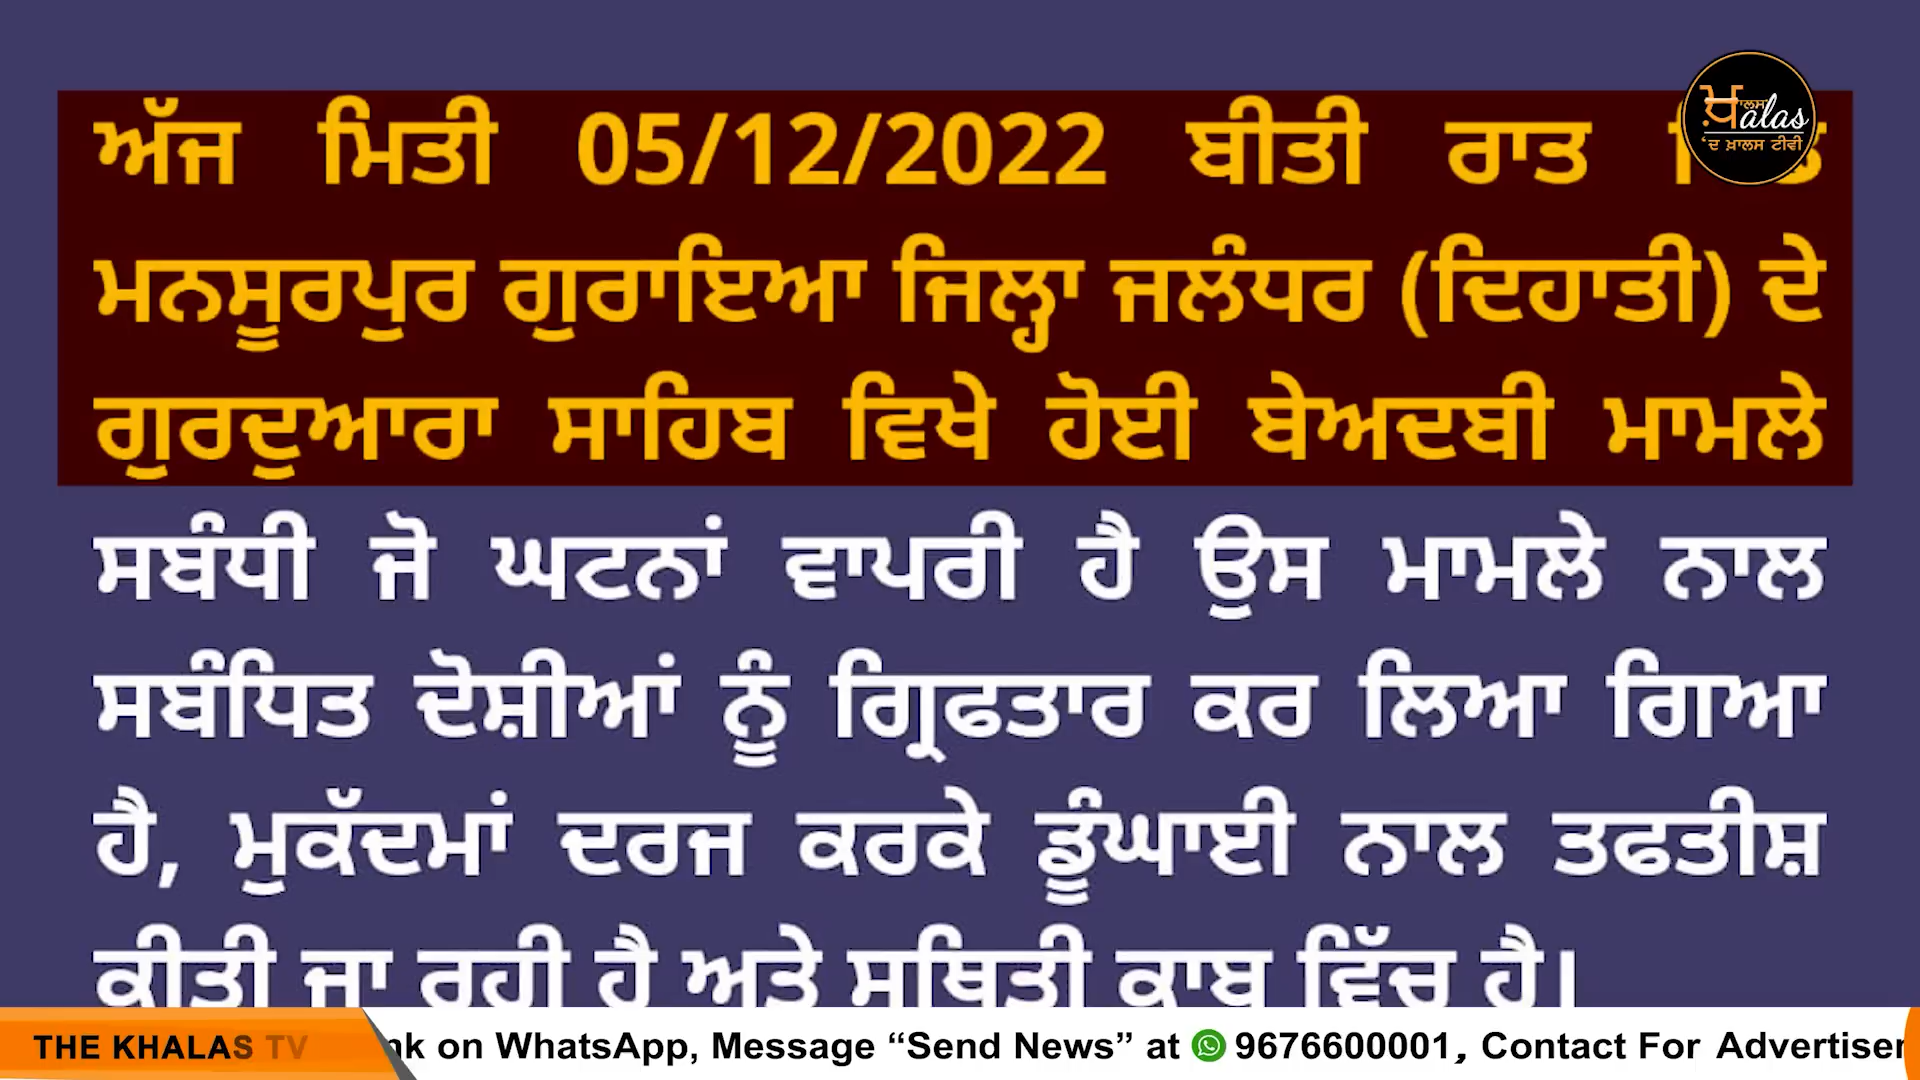 ਅੱਜ ਮਿਤੀ 05/12/2022 ਬੀਤੀ ਰਾਤ
ਮਨਸੂਰਪੁਰ ਗੁਰਾਇਆ ਜਿਲ੍ਹਾ ਜਲੰਧਰ (ਦਿਹਾਤੀ) ਦੇ
ਗੁਰਦੁਆਰਾ ਸਾਹਿਬ ਵਿਖੇ ਹੋਈ ਬੇਅਦਬੀ ਮਾਮਲੇ
ਸਬੰਧੀ ਜੋ ਘਟਨਾਂ ਵਾਪਰੀ ਹੈ ਉਸ ਮਾਮਲੇ ਨਾਲ
ਸਬੰਧਿਤ ਦੋਸ਼ੀਆਂ ਨੂੰ ਗ੍ਰਿਫਤਾਰ ਕਰ ਲਿਆ ਗਿਆ
ਹੈ, ਮੁਕੱਦਮਾਂ ਦਰਜ ਕਰਕੇ ਡੂੰਘਾਈ ਨਾਲ ਤਫਤੀਸ਼
ਕੀਤੀ ਜਾ ਰਹੀ ਹੈ ਅਤੇ ਸਥਿਤੀ ਕਾਬੂ ਵਿੱਚ ਹੈ।
ਖ਼ਾਲਸ alas
‘ਦ ਖ਼ਾਲਸ ਟੀਵੀ
THE KHALAS TV
on WhatsApp, Message “Send News” at 9676600001, Contact For